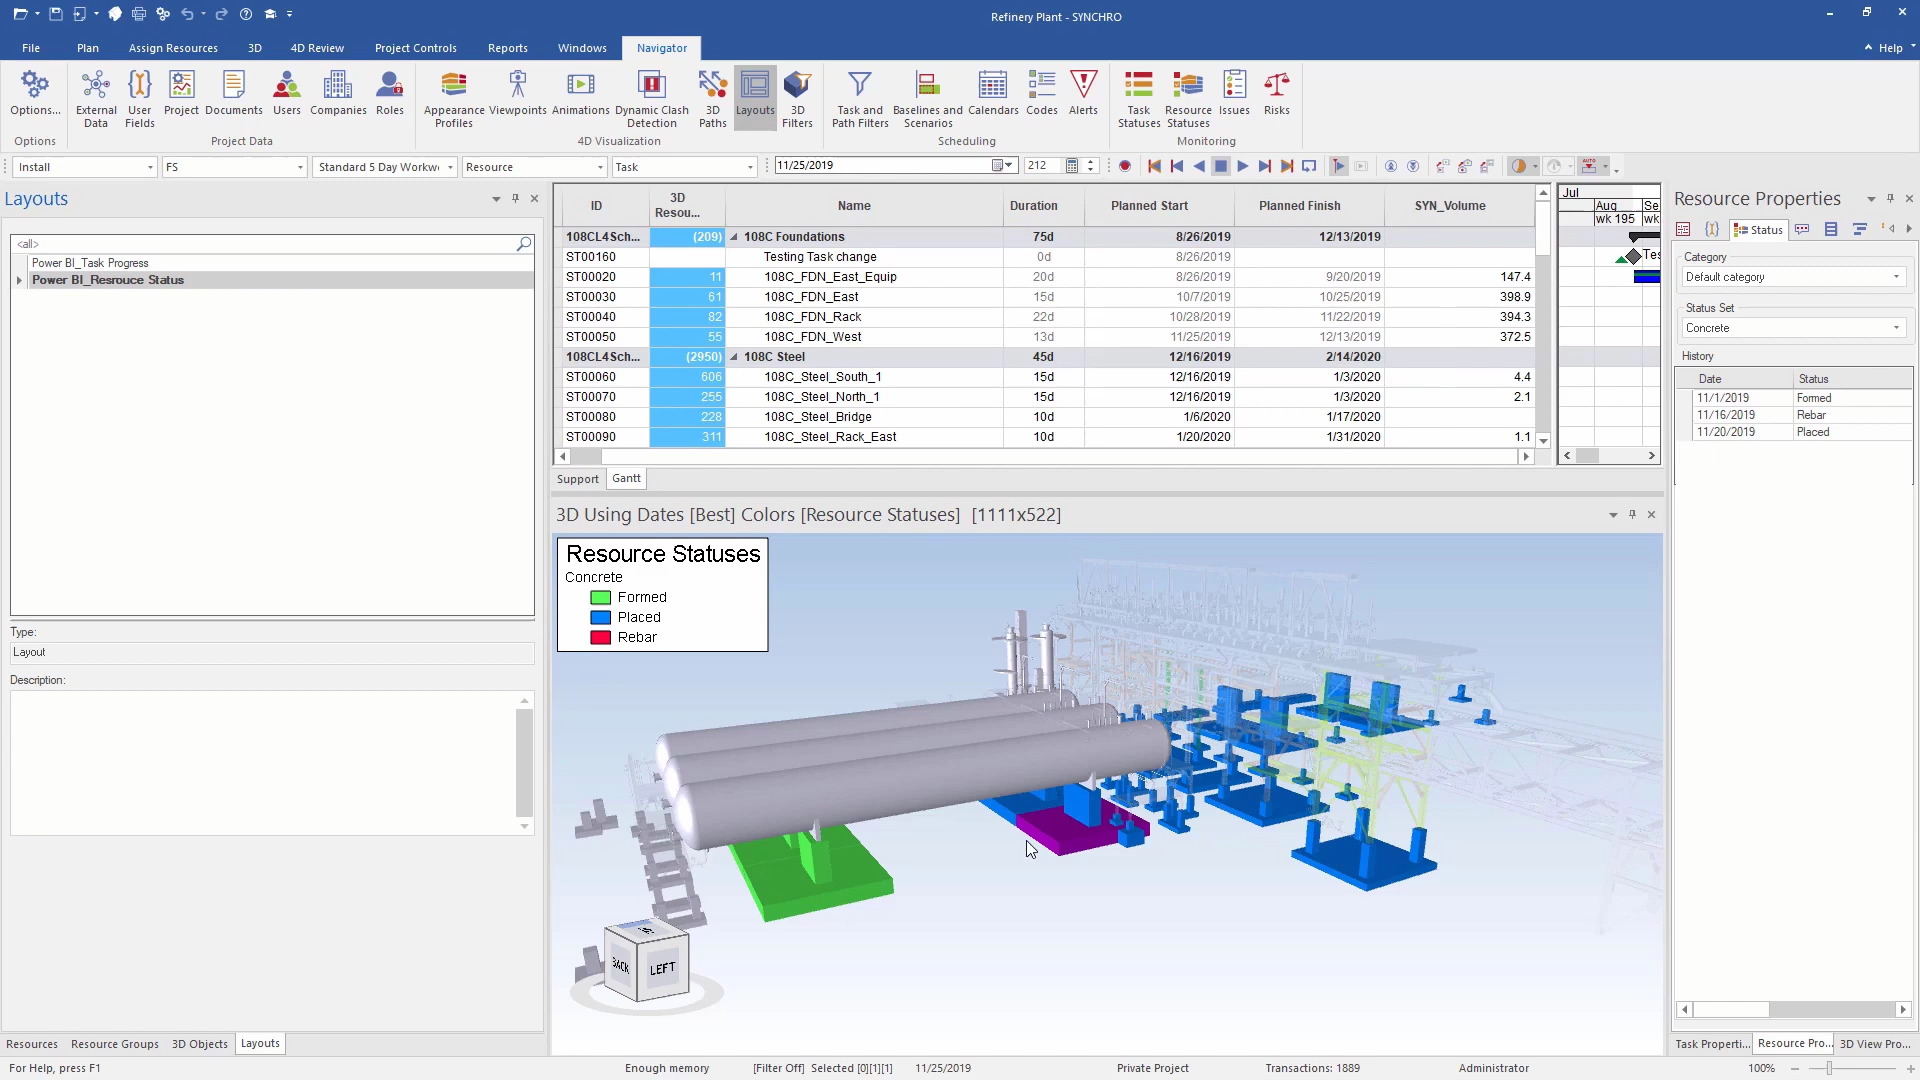 Refinery Plant - SYNCHRO
File Plan Assign Resources 3D 4D Review Project Controls Reports Windows Navigator Help
Options... External Data User Fields Project Documents Users Companies Roles Appearance Profiles Viewpoints Animations Dynamic Clash Detection 3D Paths Layouts 3D Filters Task and Path Filters Baselines and Scenarios Calendars Codes Alerts Task Statuses Resource Statuses Issues Risks
Options Project Data 4D Visualization Scheduling Monitoring
Install FS Standard 5 Day Workw Resource Task 11/25/2019 212 AUTO
Layouts
<all>
Power BI_Task Progress
Power BI_Resrouce Status
Type:
Layout
Description:
Resources Resource Groups 3D Objects Layouts
ID 3D Resou... Name Duration Planned Start Planned Finish SYN_Volume
108CL4Sch... (209) 108C Foundations 75d 8/26/2019 12/13/2019
ST00160 Testing Task change 0d 8/26/2019
ST00020 11 108C_FDN_East_Equip 20d 8/26/2019 9/20/2019 147.4
ST00030 61 108C_FDN_East 15d 10/7/2019 10/25/2019 398.9
ST00040 82 108C_FDN_Rack 22d 10/28/2019 11/22/2019 394.3
ST00050 55 108C_FDN_West 13d 11/25/2019 12/13/2019 372.5
108CL4Sch... (2950) 108C Steel 45d 12/16/2019 2/14/2020
ST00060 606 108C_Steel_South_1 15d 12/16/2019 1/3/2020 4.4
ST00070 255 108C_Steel_North_1 15d 12/16/2019 1/3/2020 2.1
ST00080 228 108C_Steel_Bridge 10d 1/6/2020 1/17/2020
ST00090 311 108C_Steel_Rack_East 10d 1/20/2020 1/31/2020 1.1
Support Gantt
Jul
Aug Se
wk 195 wk
Tes
3D Using Dates [Best] Colors [Resource Statuses] [1111x522]
Resource Statuses
Concrete
Formed
Placed
Rebar
BACK LEFT
Resource Properties
Status
Category
Default category
Status Set
Concrete
History
Date Status
11/1/2019 Formed
11/16/2019 Rebar
11/20/2019 Placed
Task Properti... Resource Pro... 3D View Pro...
For Help, press F1 Enough memory [Filter Off] Selected [0][1][1] 11/25/2019 Private Project Transactions: 1889 Administrator 100%